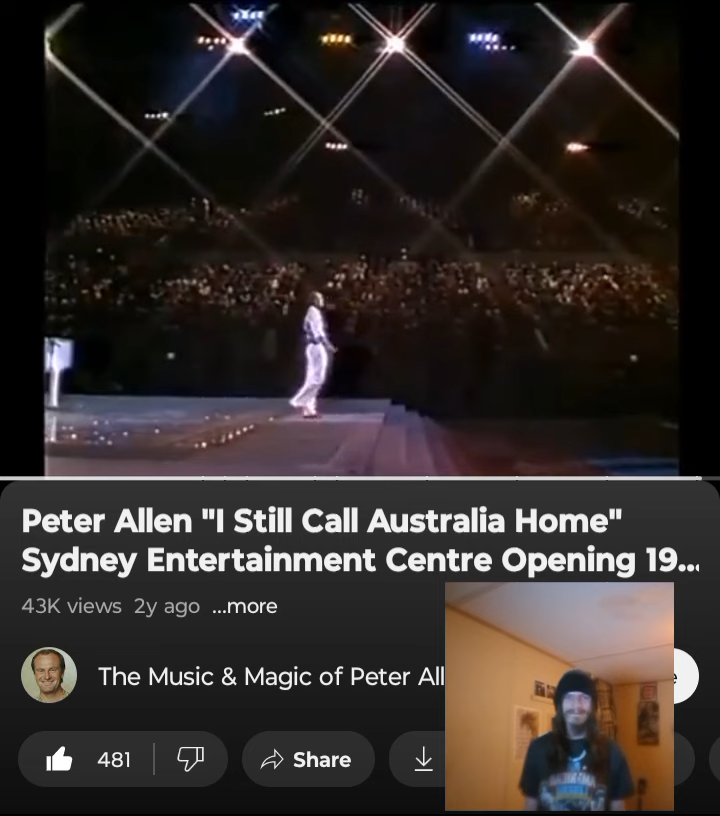 Peter Allen "I Still Call Australia Home"
Sydney Entertainment Centre Opening 19...
43K views 2y ago ...more
The Music & Magic of Peter All
e
481
Share